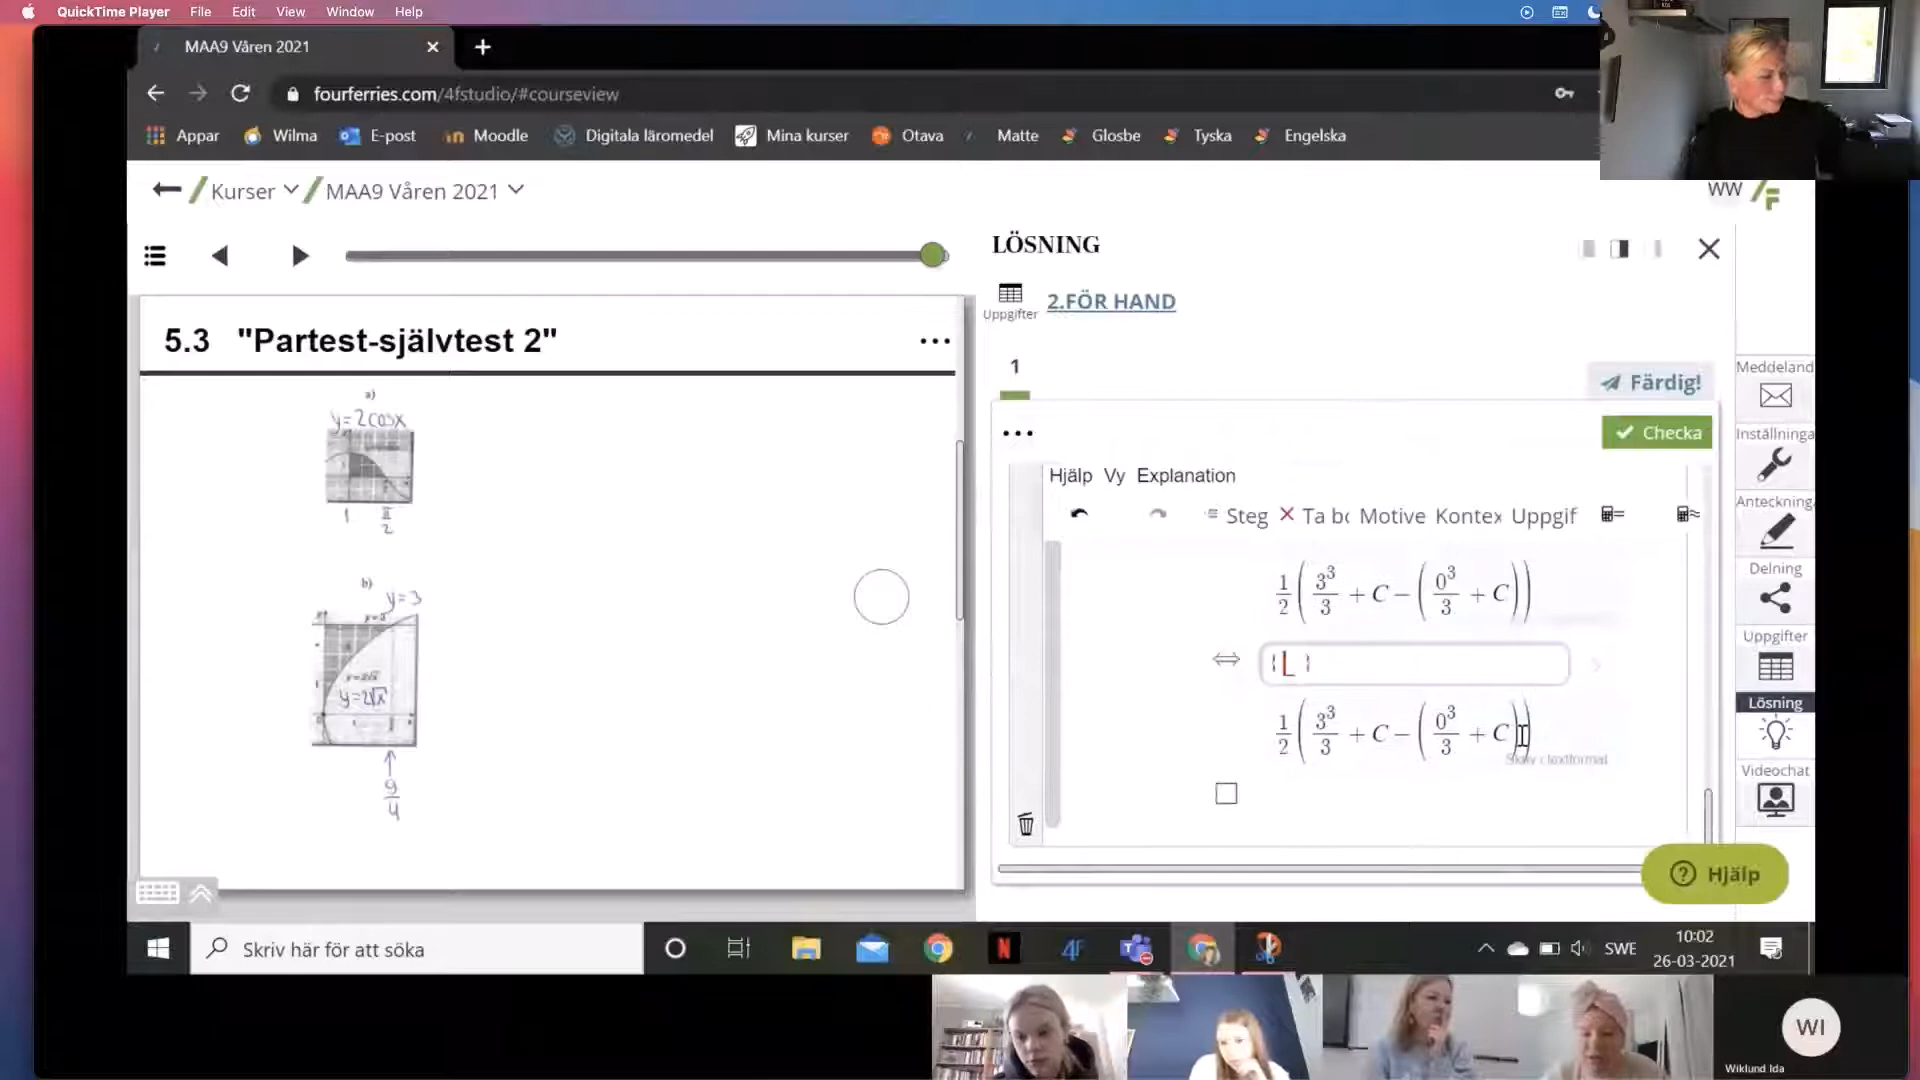 QuickTime Player File Edit View Window Help
MAA9 Våren 2021
fourferries.com/4fstudio/#courseview
Appar Wilma E-post Moodle Digitala läromedel Mina kurser Otava Matte Glosbe Tyska Engelska
Kurser MAA9 Våren 2021
WW
LÖSNING
Uppgifter
2.FÖR HAND
5.3 "Partest-självtest 2"
1
Färdig!
Checka
Hjälp Vy Explanation
Steg Ta bo Motive Kontex Uppgif
a)
y=2cosx
1 π/2
b)
y=3
y=2√x
9/4
1/2(3^3/3 + C − (0^3/3 + C))
⇔
1/2(3^3/3 + C − (0^3/3 + C))
Skriv i textformat
Meddeland
Inställninga
Anteckning
Delning
Uppgifter
Lösning
Videochat
Hjälp
Skriv här för att söka
4F
SWE
10:02
26-03-2021
WI
Wiklund Ida